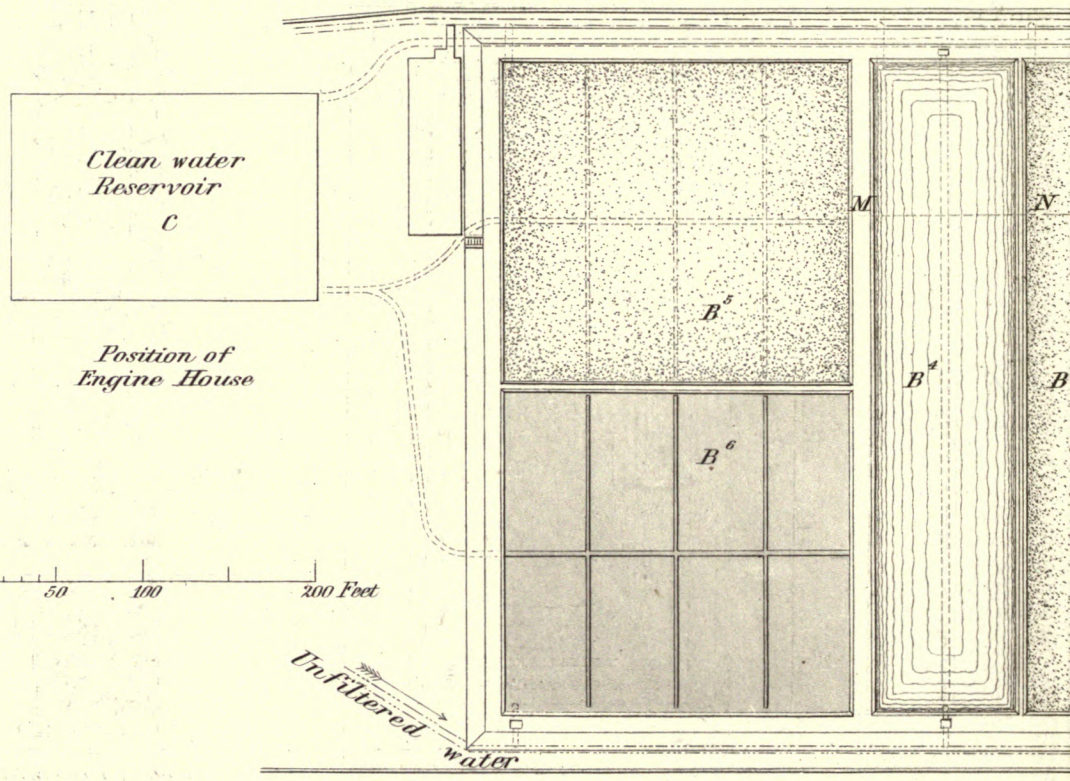 Clean water
Reservoir
C
M
N
B⁵
Position of
Engine House
B⁴
B
B⁶
50 100 200 Feet
Unfiltered
water